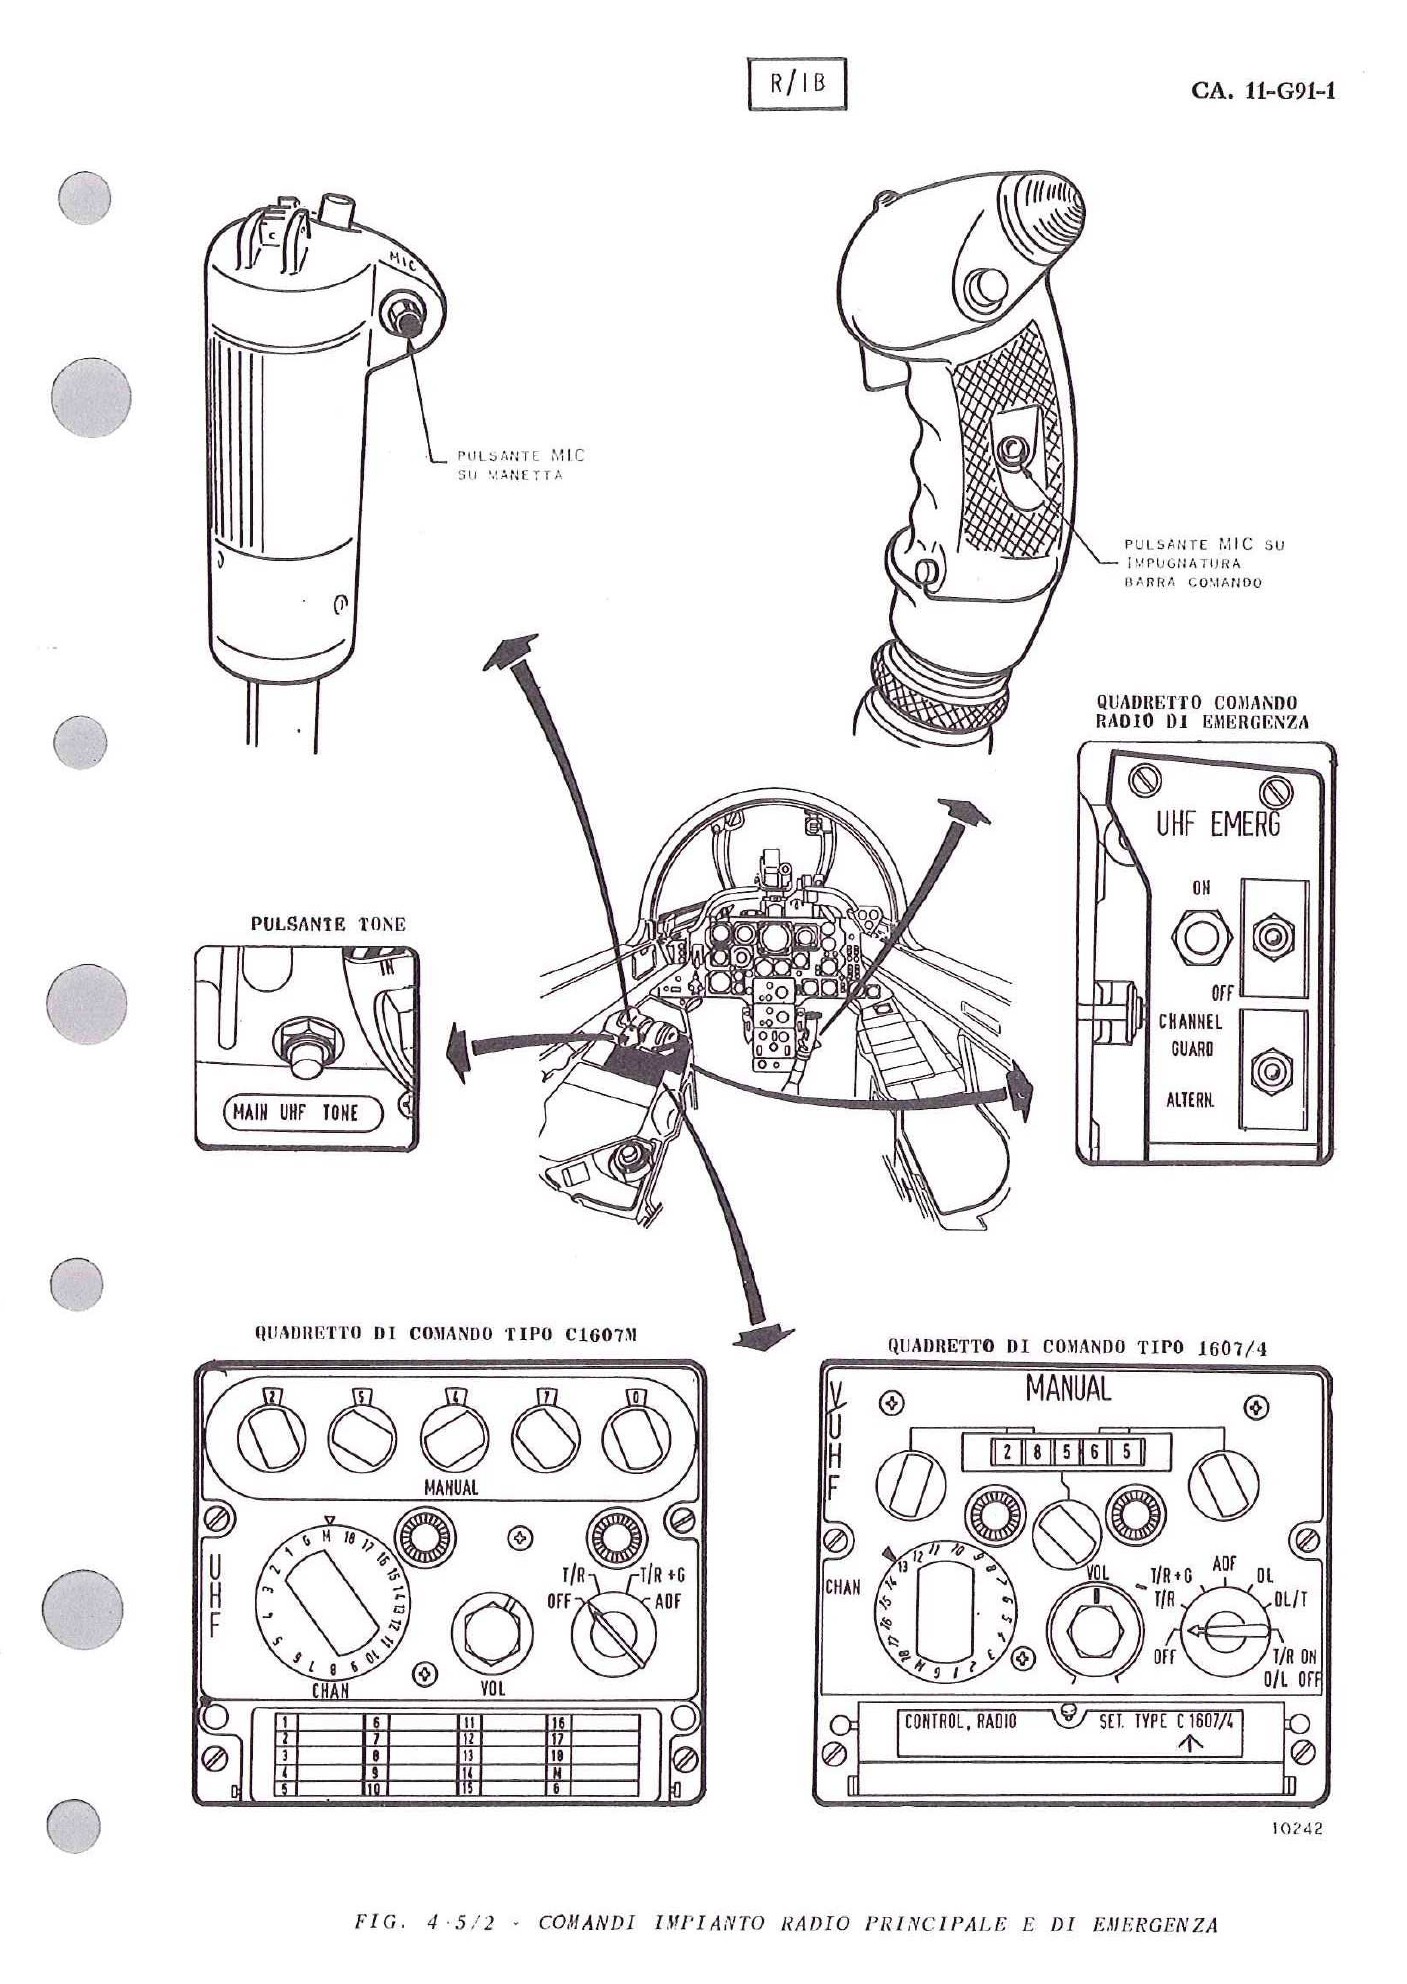 R/IB
CA. 11-G91-1
MIC
PULSANTE MIC
SU MANETTA
PULSANTE MIC SU
IMPUGNATURA
BARRA COMANDO
QUADRETTO COMANDO
RADIO DI EMERGENZA
UHF EMERG
ON
OFF
CHANNEL
GUARD
ALTERN.
PULSANTE TONE
IN
MAIN UHF TONE
QUADRETTO DI COMANDO TIPO C1607M
2 5 4 7 0
MANUAL
UHF
G M 18 17 16 15 14 13 12 11 10 9 8 7 6 5 4 3 2 1
CHAN
VOL
OFF T/R T/R+G ADF
1 6 11 16
2 7 12 17
3 8 13 18
4 9 14 M
5 10 15 6
QUADRETTO DI COMANDO TIPO 1607/4
MANUAL
V/UHF
2 8 5 6 5
CHAN
13 12 11 10 9 8 7 6 5 4 3 2 1 G M 18 17 16 15 14
VOL
OFF T/R T/R+G ADF DL DL/T
T/R ON
D/L OFF
CONTROL, RADIO SET. TYPE C1607/4
10242
FIG. 4-5/2 - COMANDI IMPIANTO RADIO PRINCIPALE E DI EMERGENZA